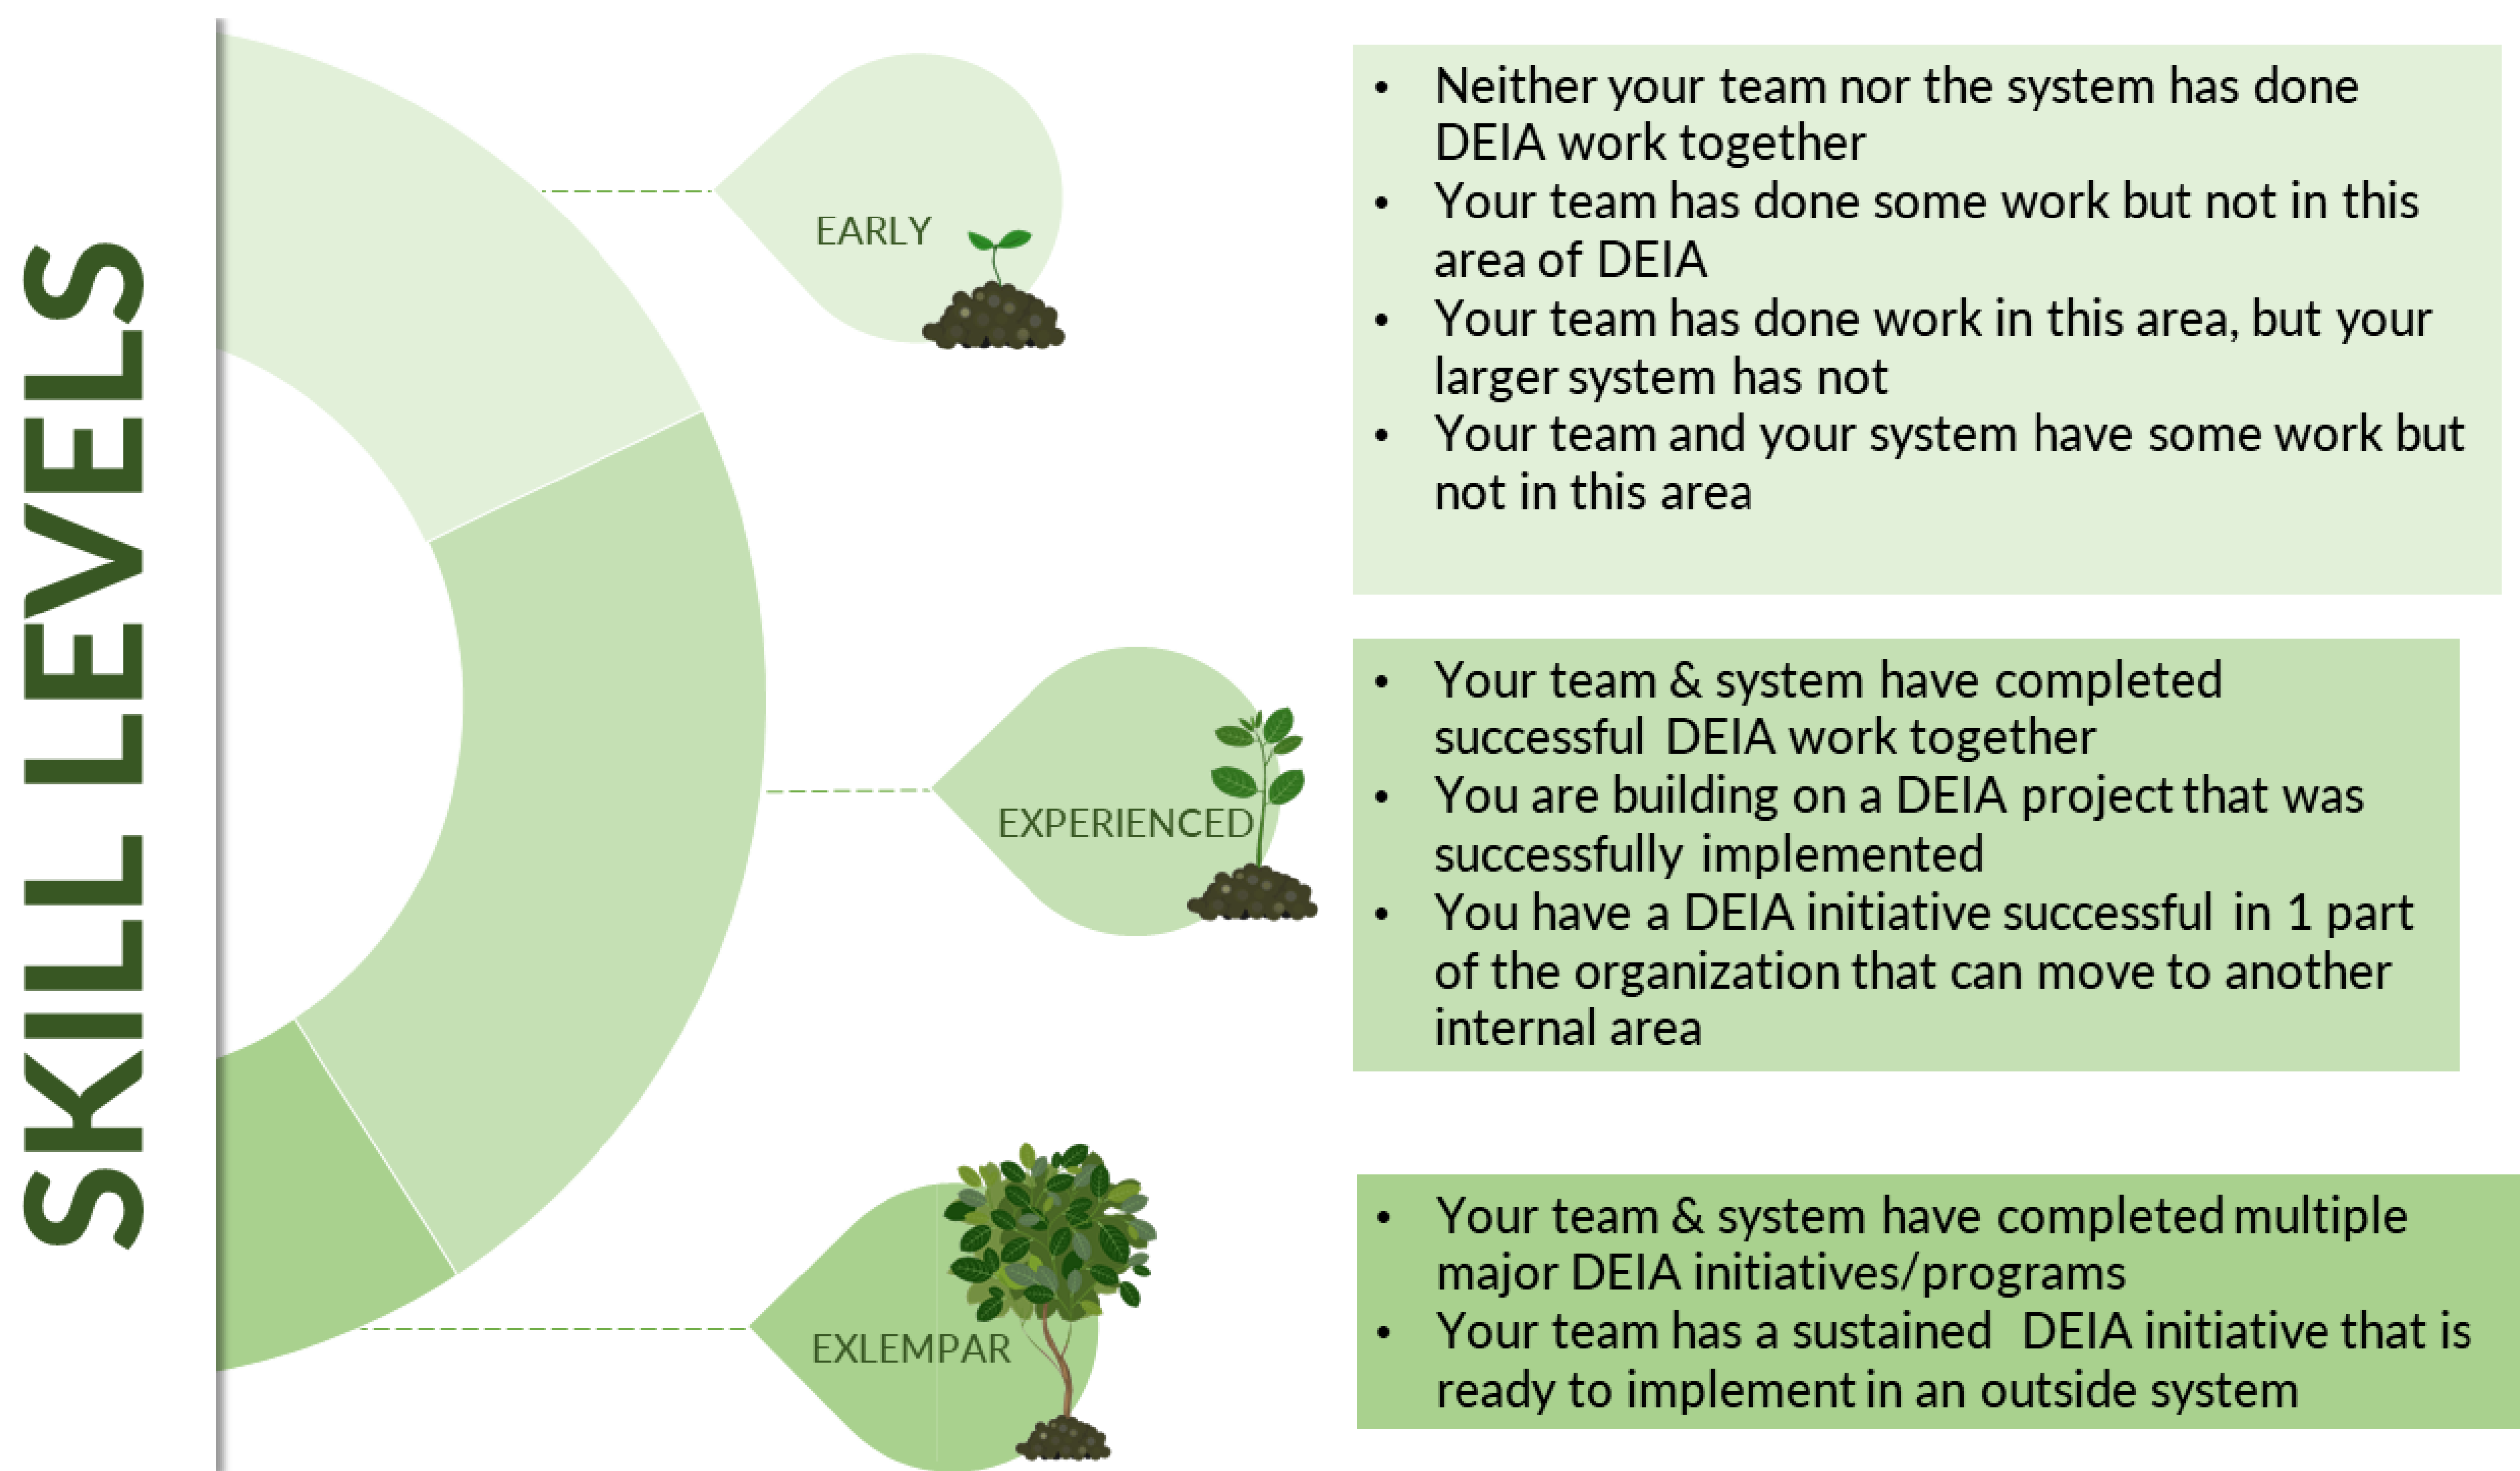 SKILL LEVELS
EARLY
• Neither your team nor the system has done
DEIA work together
• Your team has done some work but not in this
area of DEIA
• Your team has done work in this area, but your
larger system has not
• Your team and your system have some work but
not in this area
EXPERIENCED
• Your team & system have completed
successful DEIA work together
• You are building on a DEIA project that was
successfully implemented
• You have a DEIA initiative successful in 1 part
of the organization that can move to another
internal area
EXLEMPAR
• Your team & system have completed multiple
major DEIA initiatives/programs
• Your team has a sustained DEIA initiative that is
ready to implement in an outside system